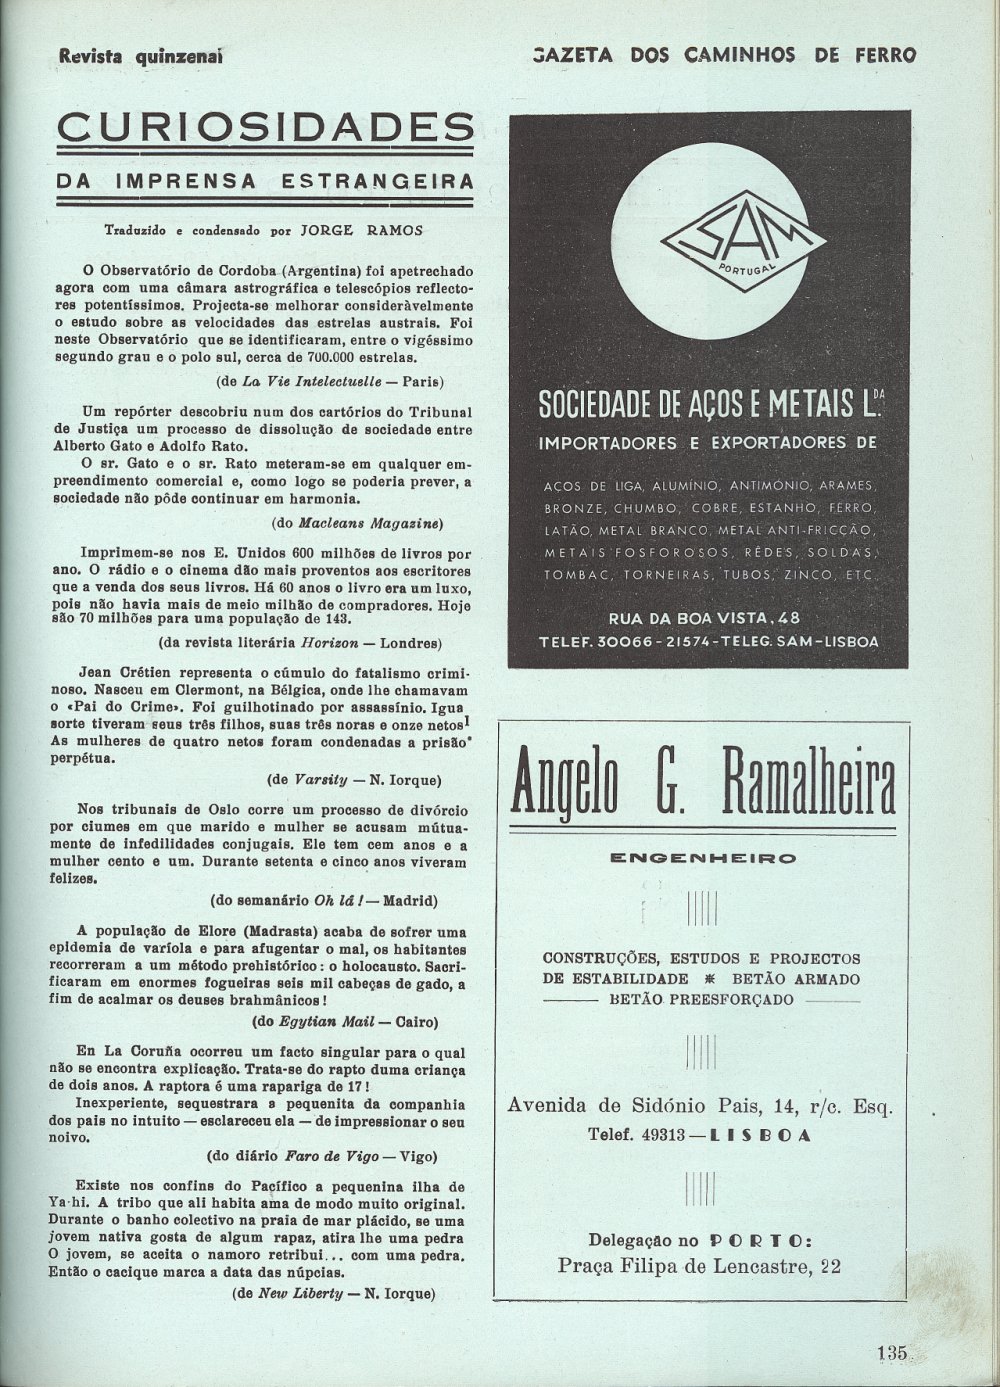 Revista quinzenal
GAZETA DOS CAMINHOS DE FERRO
CURIOSIDADES
DA IMPRENSA ESTRANGEIRA
Traduzido e condensado por JORGE RAMOS
O Observatório de Cordoba (Argentina) foi apetrechado
agora com uma câmara astrográfica e telescópios reflecto-
res potentíssimos. Projecta-se melhorar consideràvelmente
o estudo sobre as velocidades das estrelas austrais. Foi
neste Observatório que se identificaram, entre o vigéssimo
segundo grau e o polo sul, cerca de 700.000 estrelas.
(de La Vie Intelectuelle — Paris)
Um repórter descobriu num dos cartórios do Tribunal
de Justiça um processo de dissolução de sociedade entre
Alberto Gato e Adolfo Rato.
O sr. Gato e o sr. Rato meteram-se em qualquer em-
preendimento comercial e, como logo se poderia prever, a
sociedade não pôde continuar em harmonia.
(do Macleans Magazine)
Imprimem-se nos E. Unidos 600 milhões de livros por
ano. O rádio e o cinema dão mais proventos aos escritores
que a venda dos seus livros. Há 60 anos o livro era um luxo,
pois não havia mais de meio milhão de compradores. Hoje
são 70 milhões para uma população de 143.
(da revista literária Horizon — Londres)
Jean Crétien representa o cúmulo do fatalismo crimi-
noso. Nasceu em Clermont, na Bélgica, onde lhe chamavam
o «Pai do Crime». Foi guilhotinado por assassínio. Igua
sorte tiveram seus três filhos, suas três noras e onze netosl
As mulheres de quatro netos foram condenadas a prisão*
perpétua.
(de Varsity — N. Iorque)
Nos tribunais de Oslo corre um processo de divórcio
por ciumes em que marido e mulher se acusam mùtua-
mente de infedilidades conjugais. Ele tem cem anos e a
mulher cento e um. Durante setenta e cinco anos viveram
felizes.
(do semanário Oh lá ! — Madrid)
A população de Elore (Madrasta) acaba de sofrer uma
epidemia de varíola e para afugentar o mal, os habitantes
recorreram a um método prehistórico : o holocausto. Sacri-
ficaram em enormes fogueiras seis mil cabeças de gado, a
fim de acalmar os deuses brahmânicos !
(do Egytian Mail — Cairo)
En La Coruña ocorreu um facto singular para o qual
não se encontra explicação. Trata-se do rapto duma criança
de dois anos. A raptora é uma rapariga de 17 !
Inexperiente, sequestrara a pequenita da companhia
dos pais no intuito — esclareceu ela — de impressionar o seu
noivo.
(do diário Faro de Vigo — Vigo)
Existe nos confins do Pacífico a pequenina ilha de
Ya-hi. A tribo que ali habita ama de modo muito original.
Durante o banho colectivo na praia de mar plácido, se uma
jovem nativa gosta de algum rapaz, atira lhe uma pedra
O jovem, se aceita o namoro retribui... com uma pedra.
Então o cacique marca a data das núpcias.
(de New Liberty — N. Iorque)
SAM
PORTUGAL
SOCIEDADE DE AÇOS E METAIS L.DA
IMPORTADORES E EXPORTADORES DE
AÇOS DE LIGA, ALUMÍNIO, ANTIMÓNIO, ARAMES,
BRONZE, CHUMBO, COBRE, ESTANHO, FERRO,
LATÃO, METAL BRANCO, METAL ANTI-FRICÇÃO,
METAIS FOSFOROSOS, RÊDES, SOLDAS,
TOMBAC, TORNEIRAS, TUBOS, ZINCO, ETC.
RUA DA BOA VISTA, 48
TELEF. 30066 - 21574 - TELEG. SAM - LISBOA
Angelo G. Ramalheira
ENGENHEIRO
CONSTRUÇÕES, ESTUDOS E PROJECTOS
DE ESTABILIDADE * BETÃO ARMADO
BETÃO PREESFORÇADO
Avenida de Sidónio Pais, 14, r/c. Esq.
Telef. 49313 — LISBOA
Delegação no PORTO:
Praça Filipa de Lencastre, 22
135